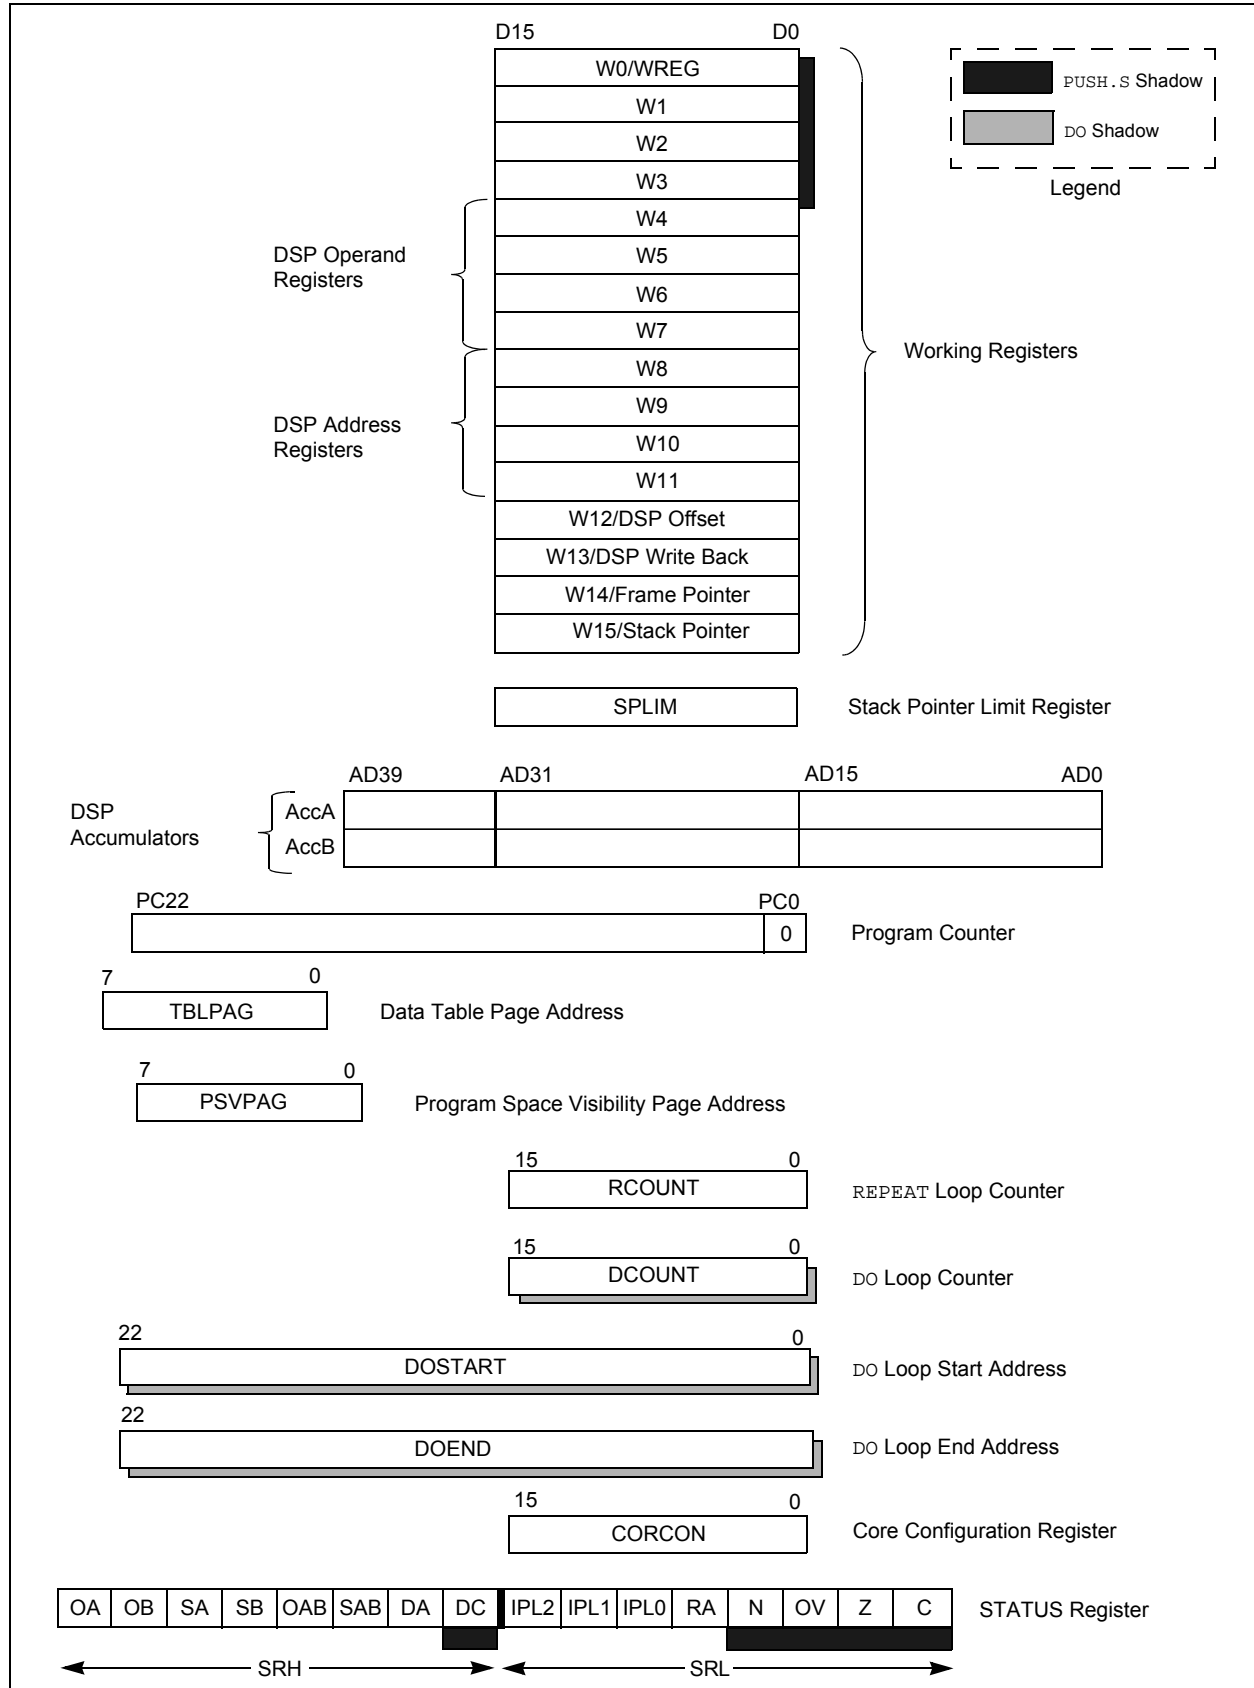 D15 D0
W0/WREG
W1
W2
W3
W4
W5
W6
W7
W8
W9
W10
W11
W12/DSP Offset
W13/DSP Write Back
W14/Frame Pointer
W15/Stack Pointer
PUSH.S Shadow
DO Shadow
Legend
DSP Operand
Registers
DSP Address
Registers
Working Registers
SPLIM
Stack Pointer Limit Register
AD39 AD31 AD15 AD0
DSP
Accumulators
AccA
AccB
PC22 PC0
0
Program Counter
7 0
TBLPAG
Data Table Page Address
7 0
PSVPAG
Program Space Visibility Page Address
15 0
RCOUNT
REPEAT Loop Counter
15 0
DCOUNT
DO Loop Counter
22 0
DOSTART
DO Loop Start Address
22
DOEND
DO Loop End Address
15 0
CORCON
Core Configuration Register
OA OB SA SB OAB SAB DA DC IPL2 IPL1 IPL0 RA N OV Z C
STATUS Register
SRH SRL